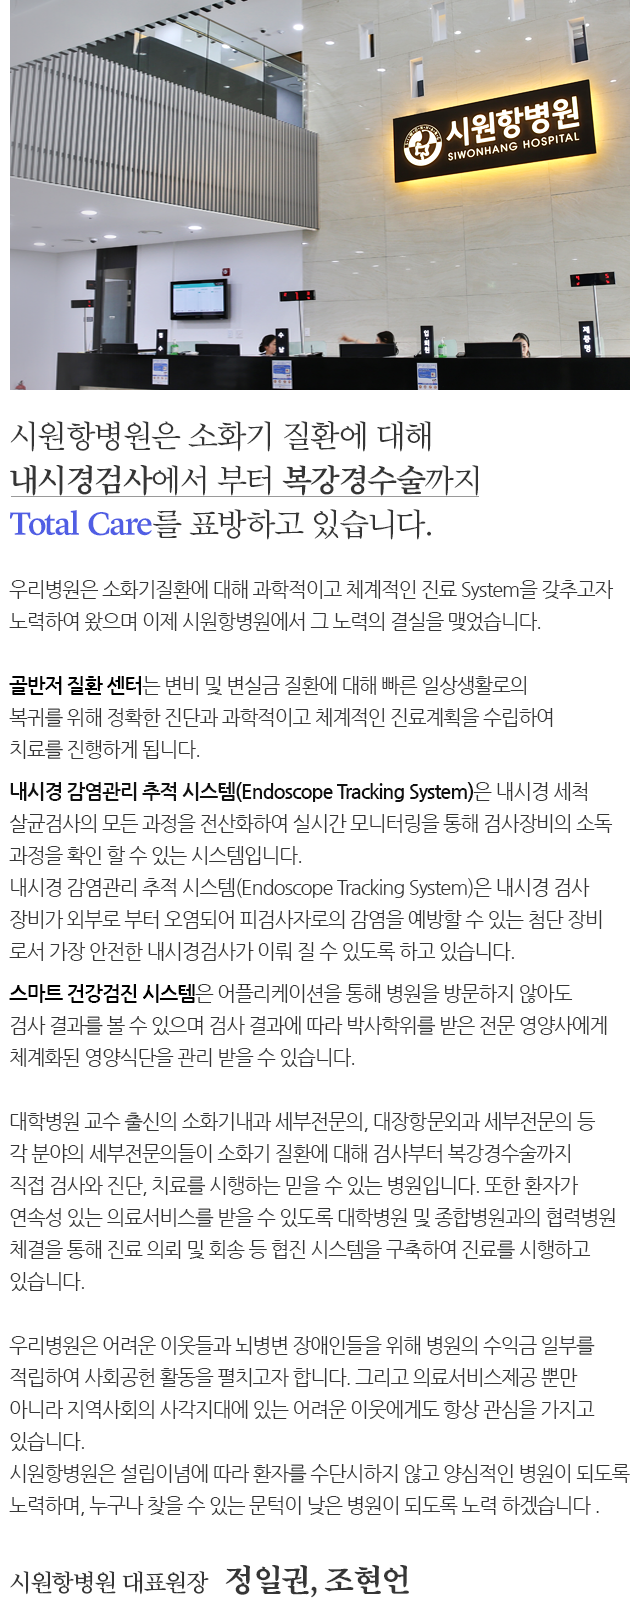 시원항병원
SIWONHANG HOSPITAL
접수
수납
입·퇴원
제증명
시원항병원은 소화기 질환에 대해
내시경검사에서 부터 복강경수술까지
Total Care를 표방하고 있습니다.
우리병원은 소화기질환에 대해 과학적이고 체계적인 진료 System을 갖추고자
노력하여 왔으며 이제 시원항병원에서 그 노력의 결실을 맺었습니다.
골반저 질환 센터는 변비 및 변실금 질환에 대해 빠른 일상생활로의
복귀를 위해 정확한 진단과 과학적이고 체계적인 진료계획을 수립하여
치료를 진행하게 됩니다.
내시경 감염관리 추적 시스템(Endoscope Tracking System)은 내시경 세척
살균검사의 모든 과정을 전산화하여 실시간 모니터링을 통해 검사장비의 소독
과정을 확인 할 수 있는 시스템입니다.
내시경 감염관리 추적 시스템(Endoscope Tracking System)은 내시경 검사
장비가 외부로 부터 오염되어 피검사자로의 감염을 예방할 수 있는 첨단 장비
로서 가장 안전한 내시경검사가 이뤄 질 수 있도록 하고 있습니다.
스마트 건강검진 시스템은 어플리케이션을 통해 병원을 방문하지 않아도
검사 결과를 볼 수 있으며 검사 결과에 따라 박사학위를 받은 전문 영양사에게
체계화된 영양식단을 관리 받을 수 있습니다.
대학병원 교수 출신의 소화기내과 세부전문의, 대장항문외과 세부전문의 등
각 분야의 세부전문의들이 소화기 질환에 대해 검사부터 복강경수술까지
직접 검사와 진단, 치료를 시행하는 믿을 수 있는 병원입니다. 또한 환자가
연속성 있는 의료서비스를 받을 수 있도록 대학병원 및 종합병원과의 협력병원
체결을 통해 진료 의뢰 및 회송 등 협진 시스템을 구축하여 진료를 시행하고
있습니다.
우리병원은 어려운 이웃들과 뇌병변 장애인들을 위해 병원의 수익금 일부를
적립하여 사회공헌 활동을 펼치고자 합니다. 그리고 의료서비스제공 뿐만
아니라 지역사회의 사각지대에 있는 어려운 이웃에게도 항상 관심을 가지고
있습니다.
시원항병원은 설립이념에 따라 환자를 수단시하지 않고 양심적인 병원이 되도록
노력하며, 누구나 찾을 수 있는 문턱이 낮은 병원이 되도록 노력 하겠습니다 .
시원항병원 대표원장 정일권, 조현언